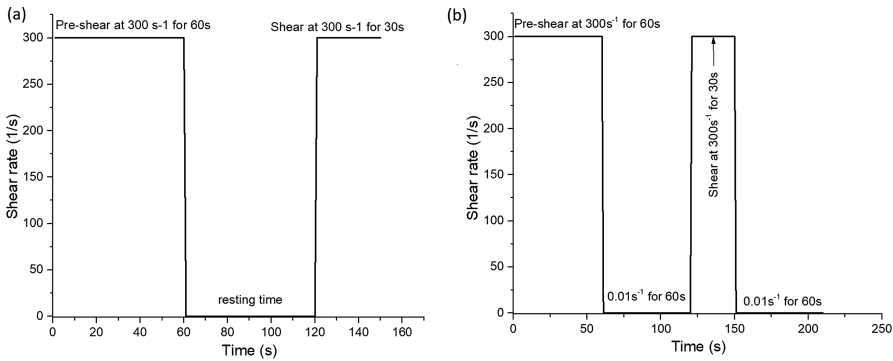 (a)
Pre-shear at 300 s-1 for 60s
Shear at 300 s-1 for 30s
300
250
200
150
100
50
0
Shear rate (1/s)
resting time
0 20 40 60 80 100 120 140 160
Time (s)
(b)
Pre-shear at 300s⁻¹ for 60s
300
250
200
150
100
50
0
Shear rate (1/s)
Shear at 300s⁻¹ for 30s
0.01s⁻¹ for 60s
0.01s⁻¹ for 60s
0 50 100 150 200 250
Time (s)